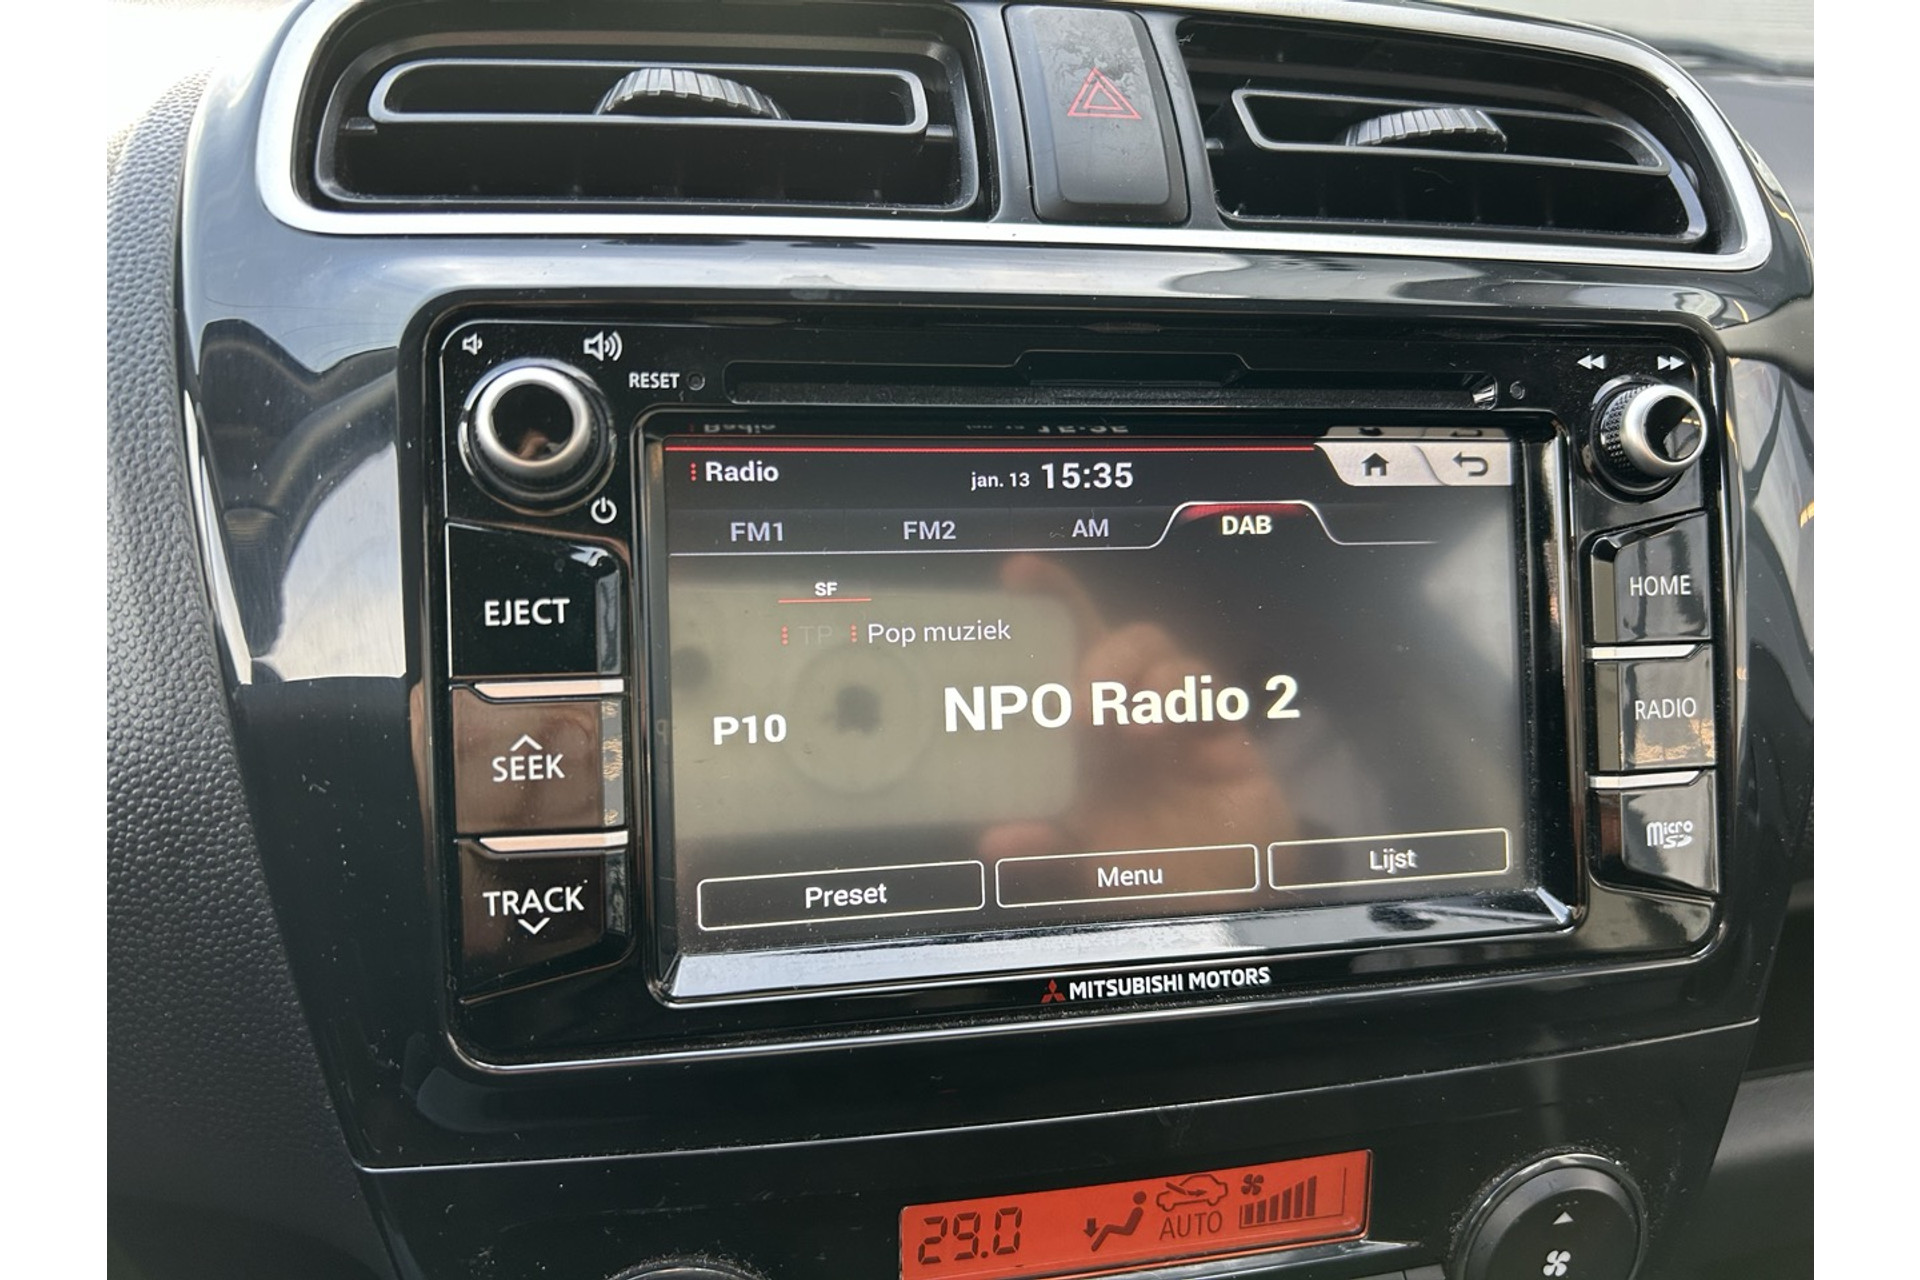 RESET
Radio
jan. 13 15:35
FM1 FM2 AM DAB
SF
TP Pop muziek
P10 NPO Radio 2
Preset Menu Lijst
EJECT
SEEK
TRACK
HOME
RADIO
Micro SD
MITSUBISHI MOTORS
29.0 AUTO